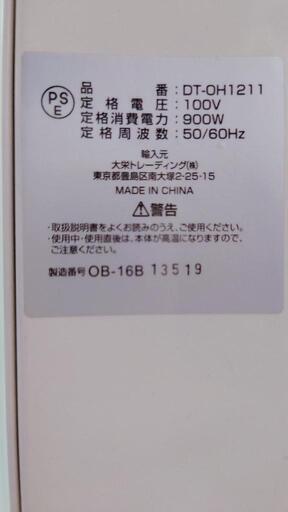 PS
E
品番：DT-OH1211
定格電圧：100V
定格消費電力：900W
定格周波数：50/60Hz
輸入元
大栄トレーディング(株)
東京都豊島区南大塚2-25-15
MADE IN CHINA
⚠警告
・取扱説明書をよくお読みのうえ、ご使用ください。
・使用中・使用直後は、本体が高温になりますので、
ご注意ください。
製造番号 OB-16B 13519